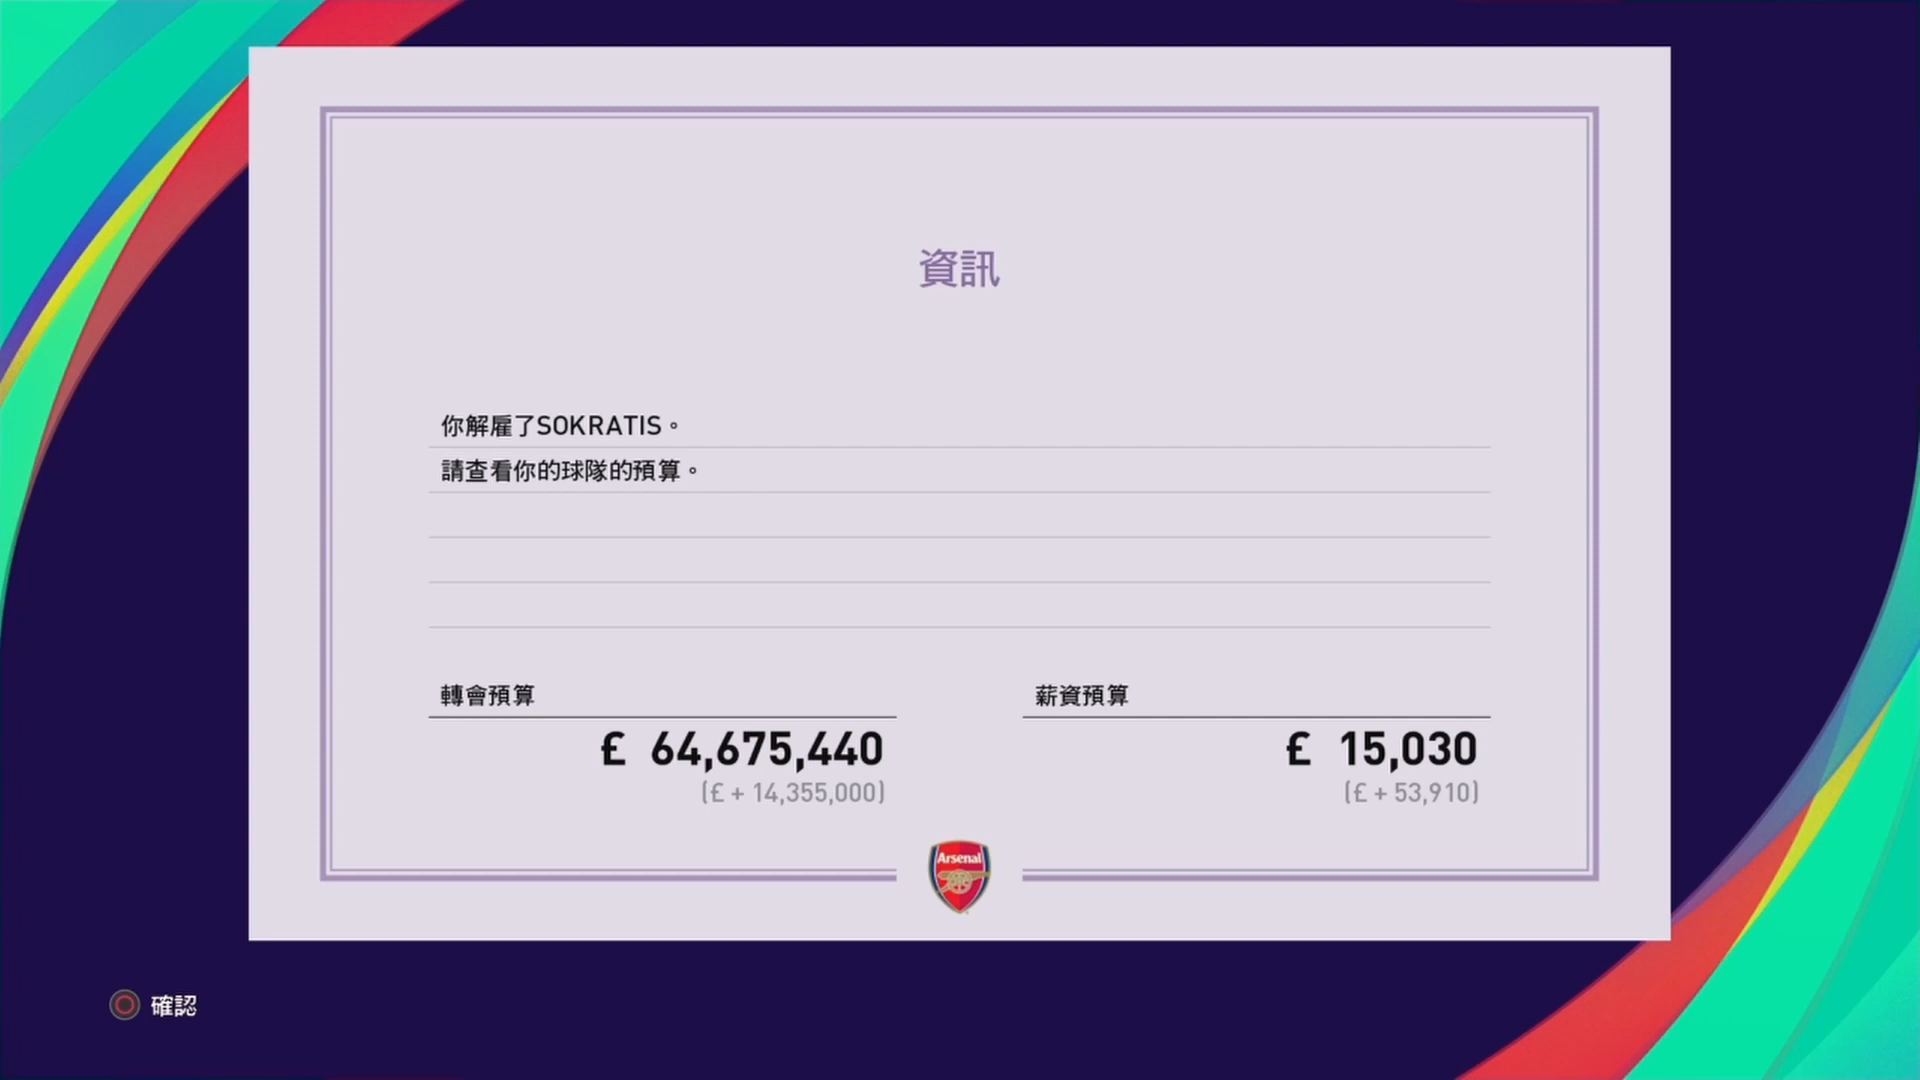 資訊
你解雇了SOKRATIS。
請查看你的球隊的預算。
轉會預算
£ 64,675,440
(£ + 14,355,000)
薪資預算
£ 15,030
(£ + 53,910)
Arsenal
確認